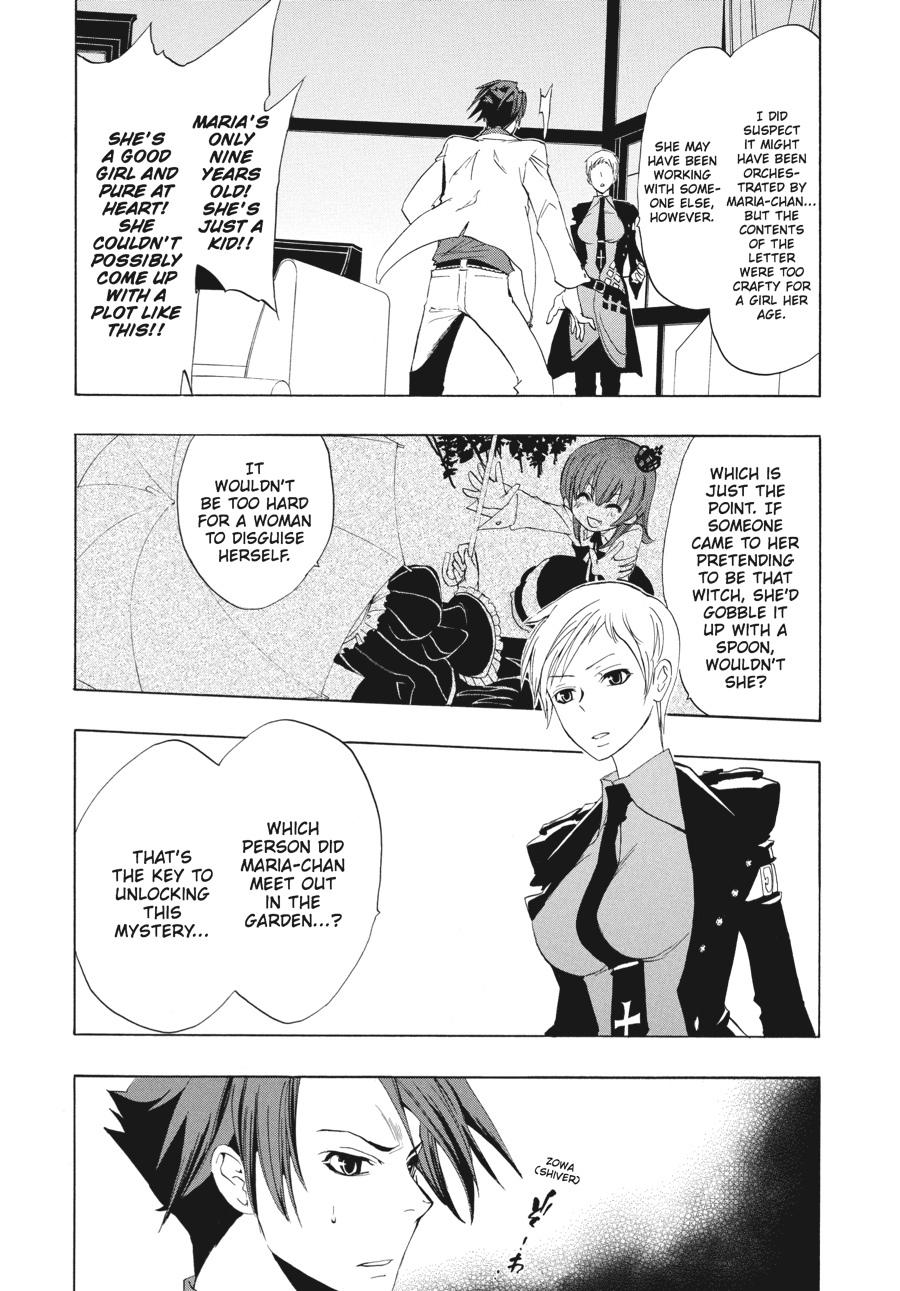 I DID
SUSPECT
IT MIGHT
HAVE BEEN
ORCHES-
TRATED BY
MARIA-CHAN...
BUT THE
CONTENTS
OF THE
LETTER
WERE TOO
CRAFTY FOR
A GIRL HER
AGE.
SHE MAY
HAVE BEEN
WORKING
WITH SOME-
ONE ELSE,
HOWEVER.
MARIA'S
ONLY
NINE
YEARS
OLD!
SHE'S
JUST A
KID!!
SHE'S
A GOOD
GIRL AND
PURE AT
HEART!
SHE
COULDN'T
POSSIBLY
COME UP
WITH A
PLOT LIKE
THIS!!
WHICH IS
JUST THE
POINT. IF
SOMEONE
CAME TO HER
PRETENDING
TO BE THAT
WITCH, SHE'D
GOBBLE IT
UP WITH A
SPOON,
WOULDN'T
SHE?
IT
WOULDN'T
BE TOO HARD
FOR A WOMAN
TO DISGUISE
HERSELF.
WHICH
PERSON DID
MARIA-CHAN
MEET OUT
IN THE
GARDEN...?
THAT'S
THE KEY TO
UNLOCKING
THIS
MYSTERY...
ZOWA
(SHIVER)
ぞ・・わ